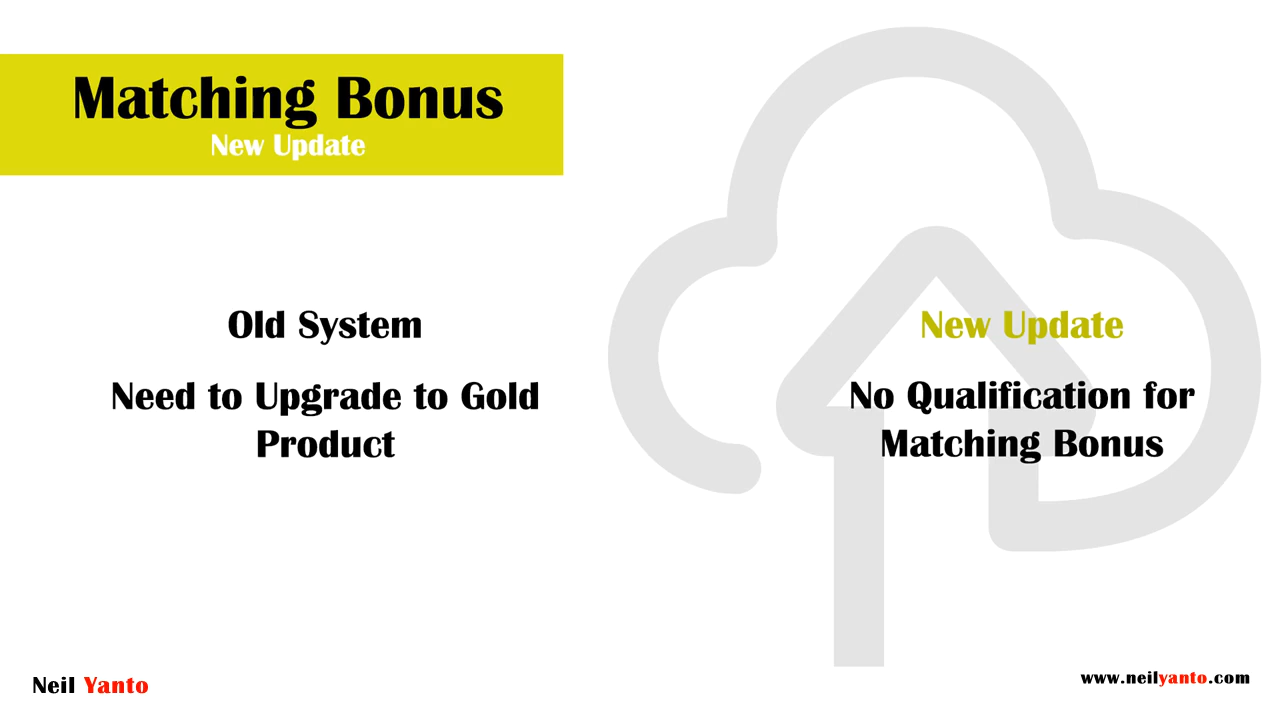 Matching Bonus
New Update
Old System
Need to Upgrade to Gold
Product
New Update
No Qualification for
Matching Bonus
Neil Yanto
www.neilyanto.com